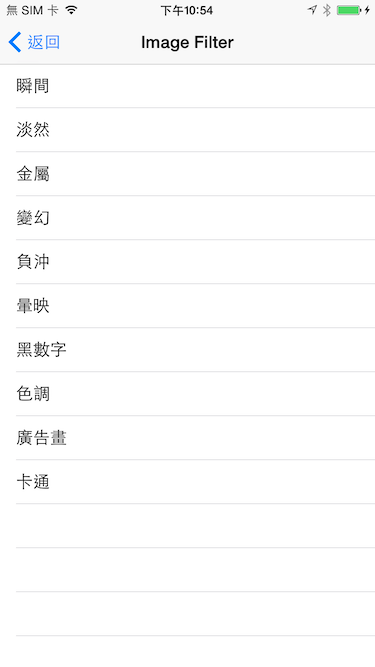 無 SIM 卡 下午10:54
返回 Image Filter
瞬間
淡然
金屬
變幻
負沖
暈映
黑數字
色調
廣告畫
卡通